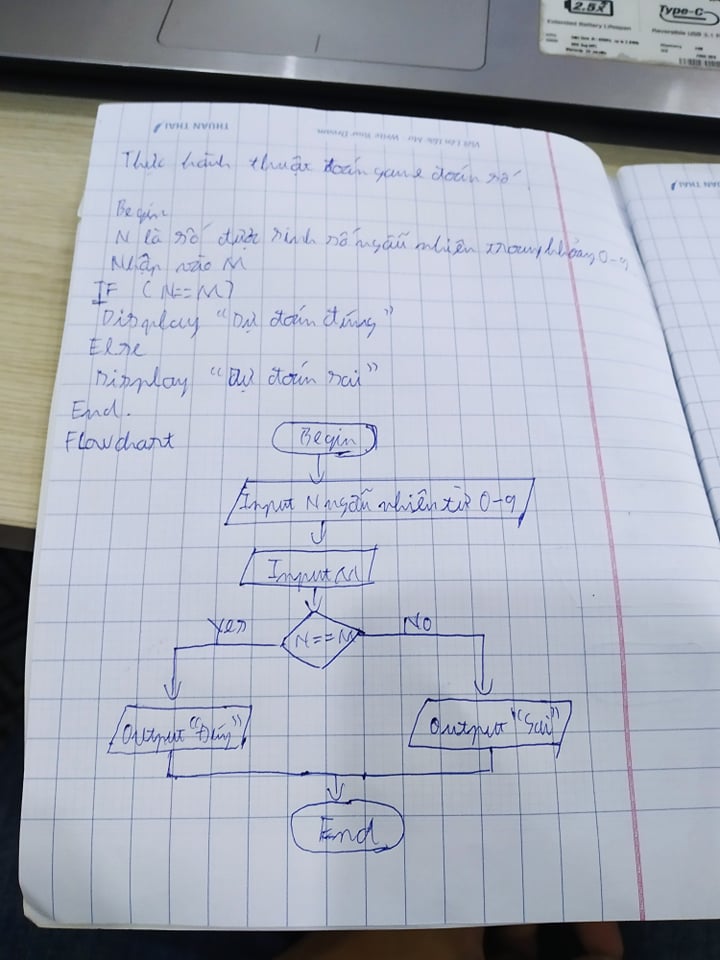 2.5x
Extended Battery Lifespan
Type-C
Reversible USB 3.1
THUAN THAI
Viết Lên Ước Mơ - Write Your Dream
THUAN THAI
Thực hành thuật toán game đoán số
Begin
N là số được sinh số ngẫu nhiên trong khoảng 0-9
Nhập vào M
IF (N==M)
Display "Dự đoán đúng"
Else
Display "Dự đoán sai"
End.
Flowchart
Begin
Input N ngẫu nhiên từ 0-9
Input M
Yes
N==M
No
Output "Đúng"
Output "Sai"
End